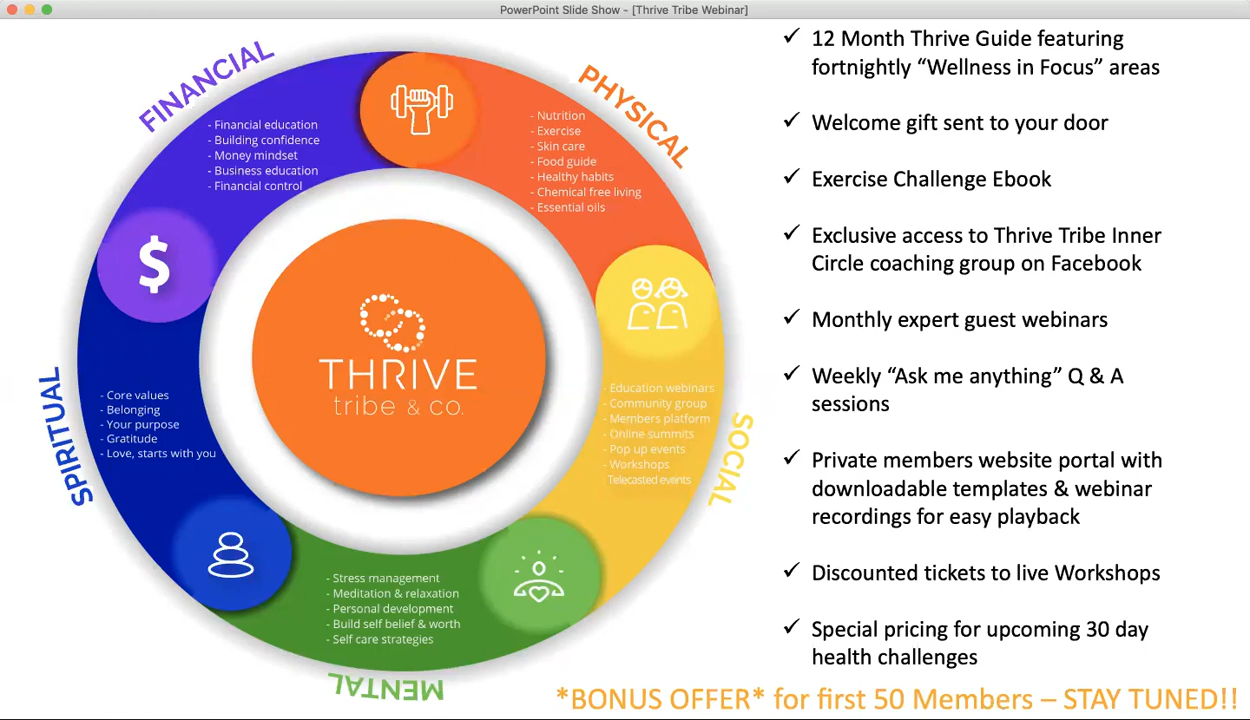 PowerPoint Slide Show - [Thrive Tribe Webinar]
FINANCIAL
- Financial education
- Building confidence
- Money mindset
- Business education
- Financial control
PHYSICAL
- Nutrition
- Exercise
- Skin care
- Food guide
- Healthy habits
- Chemical free living
- Essential oils
$
THRIVE
tribe & co.
SOCIAL
- Education webinars
- Community group
- Members platform
- Online summits
- Pop up events
- Workshops
Telecasted events
SPIRITUAL
- Core values
- Belonging
- Your purpose
- Gratitude
- Love, starts with you
MENTAL
- Stress management
- Meditation & relaxation
- Personal development
- Build self belief & worth
- Self care strategies
✓ 12 Month Thrive Guide featuring
fortnightly “Wellness in Focus” areas
✓ Welcome gift sent to your door
✓ Exercise Challenge Ebook
✓ Exclusive access to Thrive Tribe Inner
Circle coaching group on Facebook
✓ Monthly expert guest webinars
✓ Weekly “Ask me anything” Q & A
sessions
✓ Private members website portal with
downloadable templates & webinar
recordings for easy playback
✓ Discounted tickets to live Workshops
✓ Special pricing for upcoming 30 day
health challenges
*BONUS OFFER* for first 50 Members – STAY TUNED!!